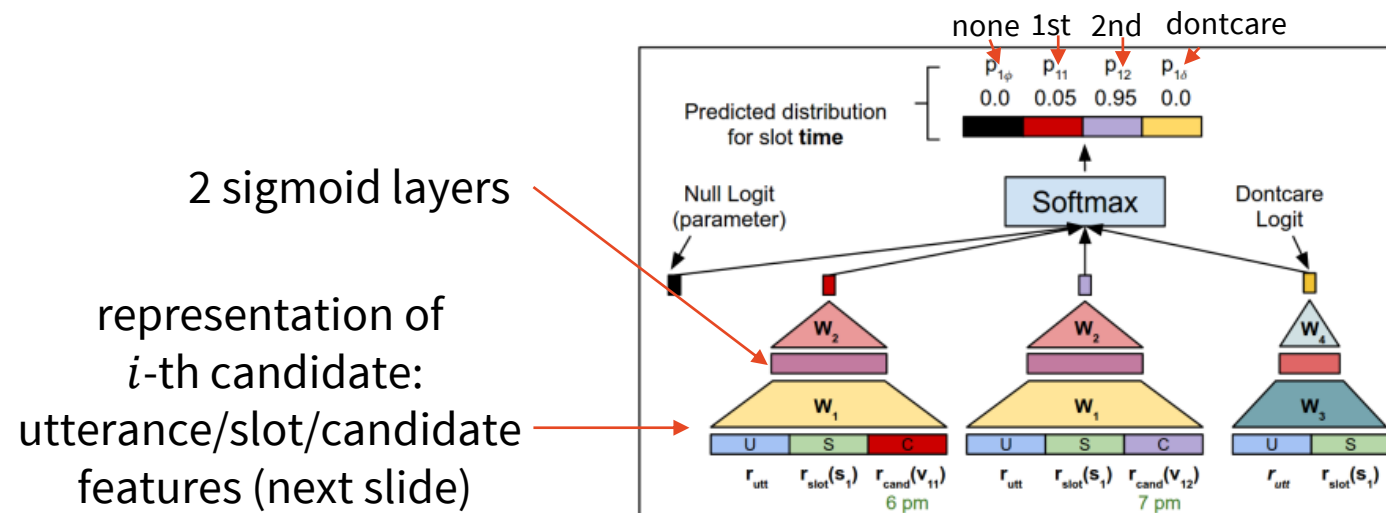 none 1st 2nd dontcare
p1ϕ p11 p12 p1δ
0.0 0.05 0.95 0.0
Predicted distribution
for slot time
2 sigmoid layers
Null Logit
(parameter)
Softmax
Dontcare
Logit
representation of
i-th candidate:
utterance/slot/candidate
features (next slide)
W2 W2 W4
W1 W1 W3
U S C U S C U S
rutt rslot(s1) rcand(v11) rutt rslot(s1) rcand(v12) rutt rslot(s1)
6 pm 7 pm